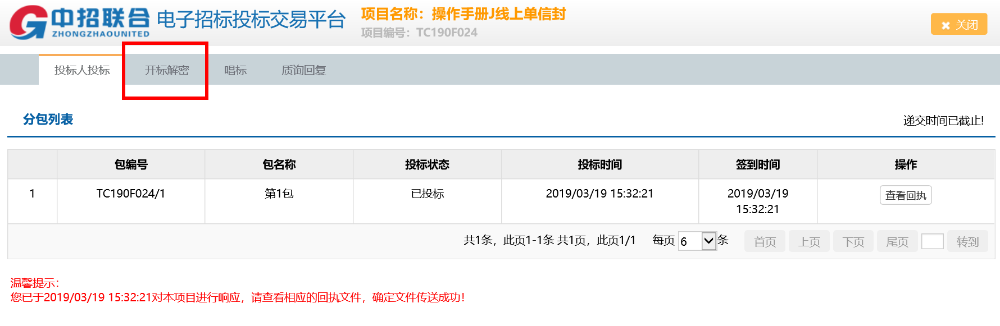 中招联合
ZHONGZHAOUNITED
电子招标投标交易平台
项目名称：操作手册J线上单信封
项目编号：TC190F024
关闭
投标人投标 开标解密 唱标 质询回复
分包列表
递交时间已截止!
包编号 包名称 投标状态 投标时间 签到时间 操作
1 TC190F024/1 第1包 已投标 2019/03/19 15:32:21 2019/03/19 查看回执
15:32:21
共1条，此页1-1条 共1页，此页1/1 每页 6 条 首页 上页 下页 尾页 转到
温馨提示：
您已于2019/03/19 15:32:21对本项目进行响应，请查看相应的回执文件，确定文件传送成功！